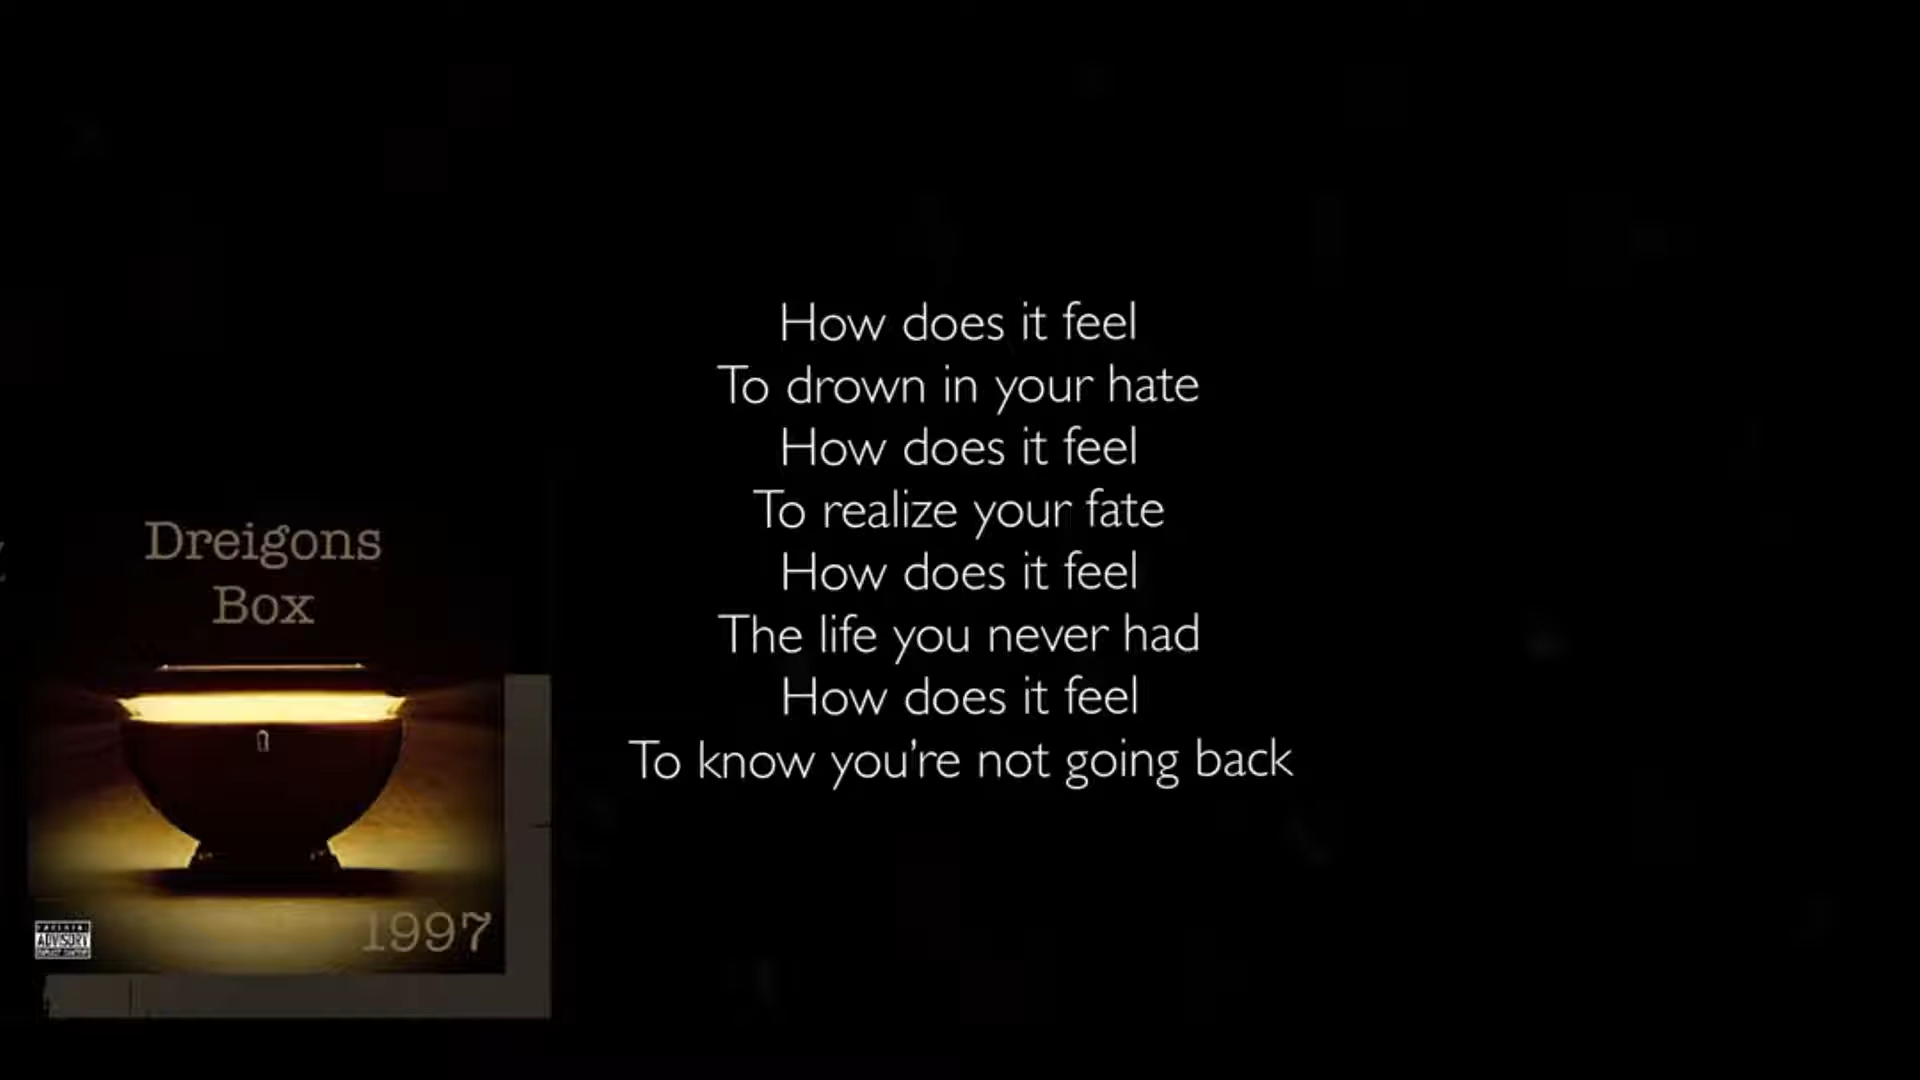 How does it feel
To drown in your hate
How does it feel
To realize your fate
How does it feel
The life you never had
How does it feel
To know you're not going back
Dreigons
Box
1997
ADVISORY